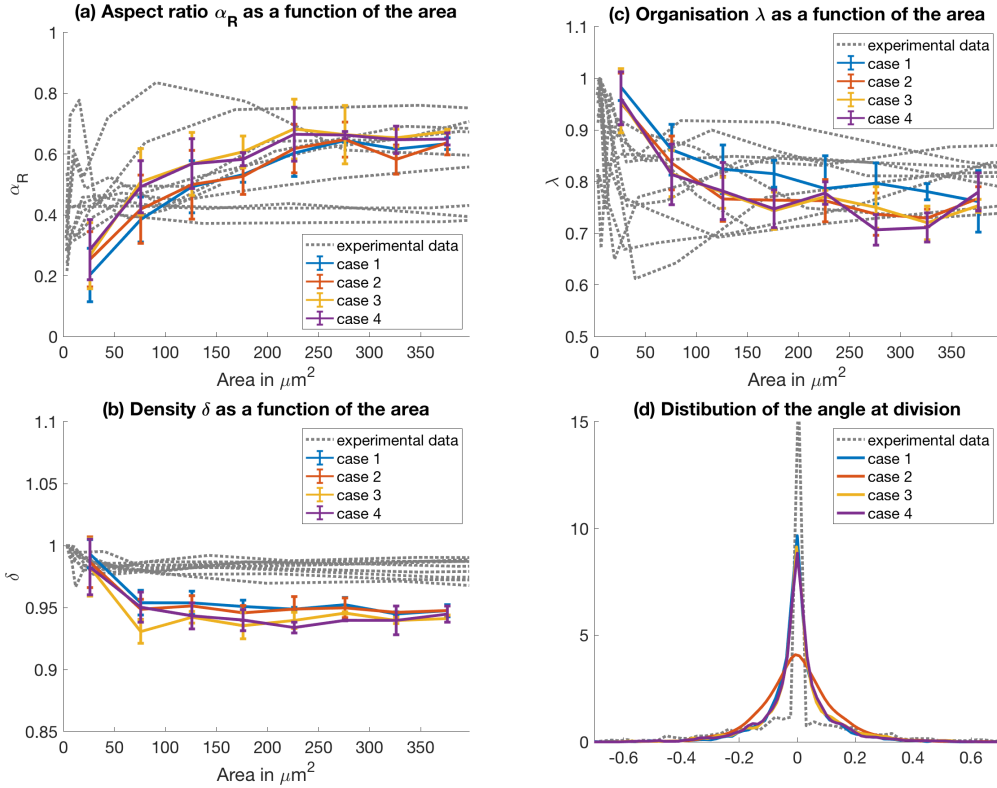 (a) Aspect ratio α_R as a function of the area
1
0.8
0.6
0.4
0.2
0
α_R
0 50 100 150 200 250 300 350
Area in μm²
experimental data
case 1
case 2
case 3
case 4
(b) Density δ as a function of the area
1.1
1.05
1
0.95
0.9
0.85
δ
0 50 100 150 200 250 300 350
Area in μm²
experimental data
case 1
case 2
case 3
case 4
(c) Organisation λ as a function of the area
1.1
1
0.9
0.8
0.7
0.6
0.5
λ
0 50 100 150 200 250 300 350
Area in μm²
experimental data
case 1
case 2
case 3
case 4
(d) Distibution of the angle at division
15
10
5
0
-0.6 -0.4 -0.2 0 0.2 0.4 0.6
experimental data
case 1
case 2
case 3
case 4